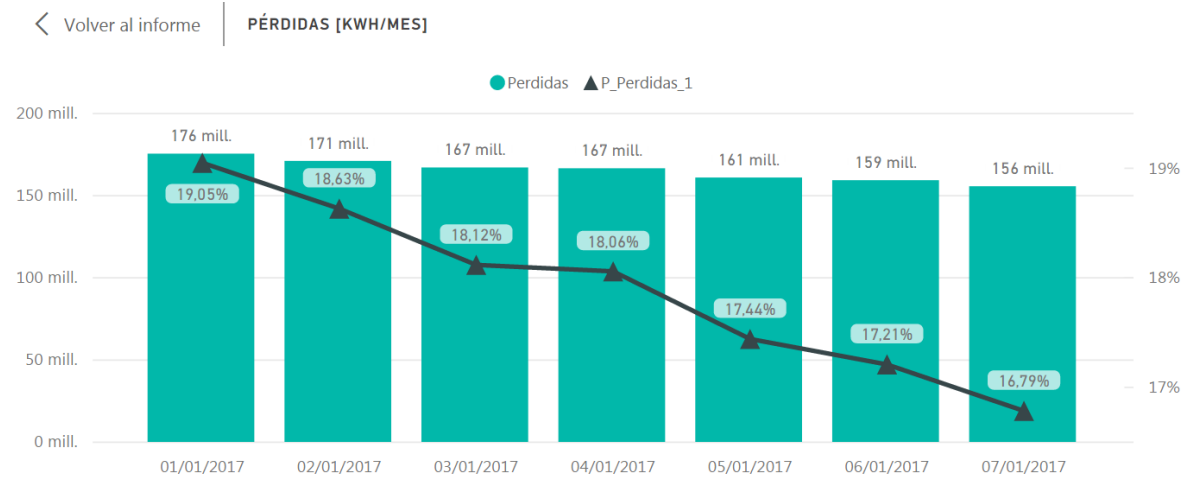 Volver al informe
PÉRDIDAS [KWH/MES]
Perdidas P_Perdidas_1
200 mill.
150 mill.
100 mill.
50 mill.
0 mill.
176 mill.
171 mill.
167 mill.
167 mill.
161 mill.
159 mill.
156 mill.
19,05%
18,63%
18,12%
18,06%
17,44%
17,21%
16,79%
19%
18%
17%
01/01/2017
02/01/2017
03/01/2017
04/01/2017
05/01/2017
06/01/2017
07/01/2017